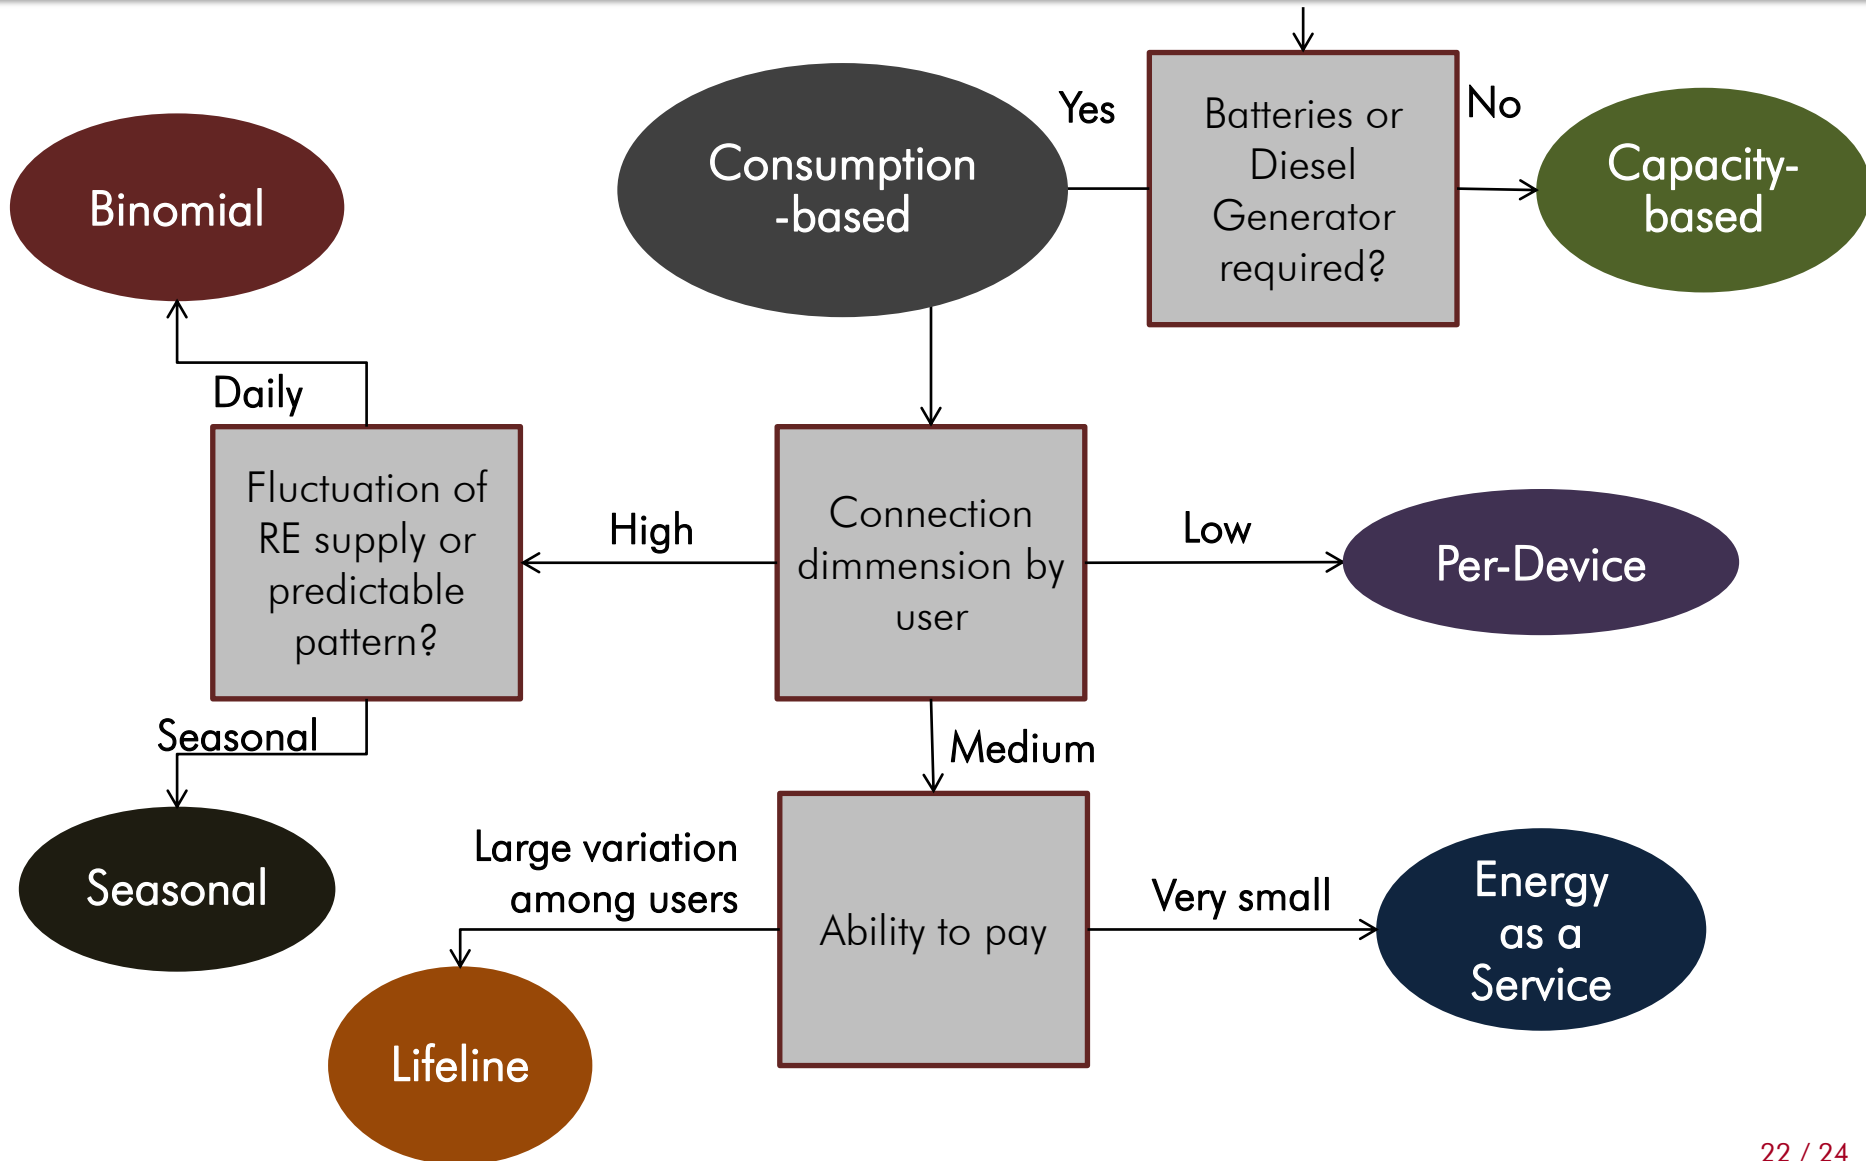 Yes
Batteries or
Diesel
Generator
required?
No
Capacity-
based
Consumption
-based
Binomial
Daily
Fluctuation of
RE supply or
predictable
pattern?
High
Connection
dimmension by
user
Low
Per-Device
Seasonal
Medium
Seasonal
Large variation
among users
Ability to pay
Very small
Energy
as a
Service
Lifeline
22 / 24